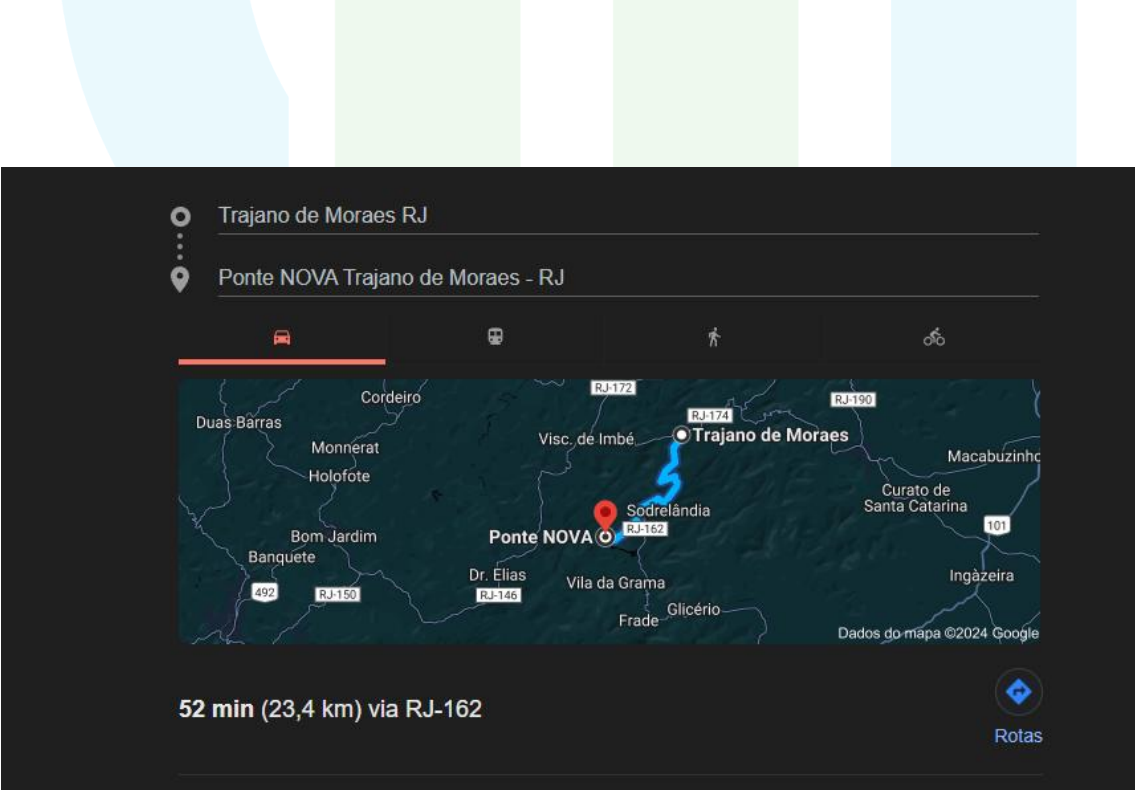 Trajano de Moraes RJ
Ponte NOVA Trajano de Moraes - RJ
Cordeiro
RJ-172
RJ-190
Duas Barras
RJ-174
Visc. de Imbé
Trajano de Moraes
Monnerat
Macabuzinho
Holofote
Curato de
Santa Catarina
Sodrelândia
RJ-162
101
Bom Jardim
Ponte NOVA
Banquete
Dr. Elias
Vila da Grama
Ingàzeira
492
RJ-150
RJ-146
Glicério
Frade
Dados do mapa ©2024 Google
52 min (23,4 km) via RJ-162
Rotas